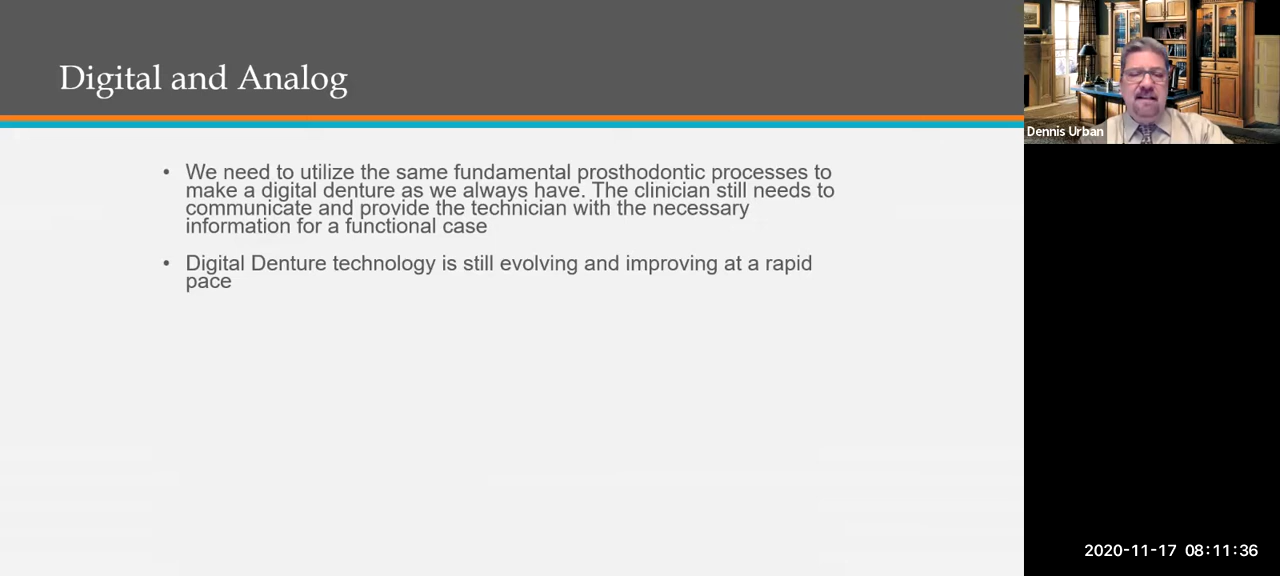 Digital and Analog
• We need to utilize the same fundamental prosthodontic processes to
make a digital denture as we always have. The clinician still needs to
communicate and provide the technician with the necessary
information for a functional case
• Digital Denture technology is still evolving and improving at a rapid
pace
Dennis Urban
2020-11-17 08:11:36